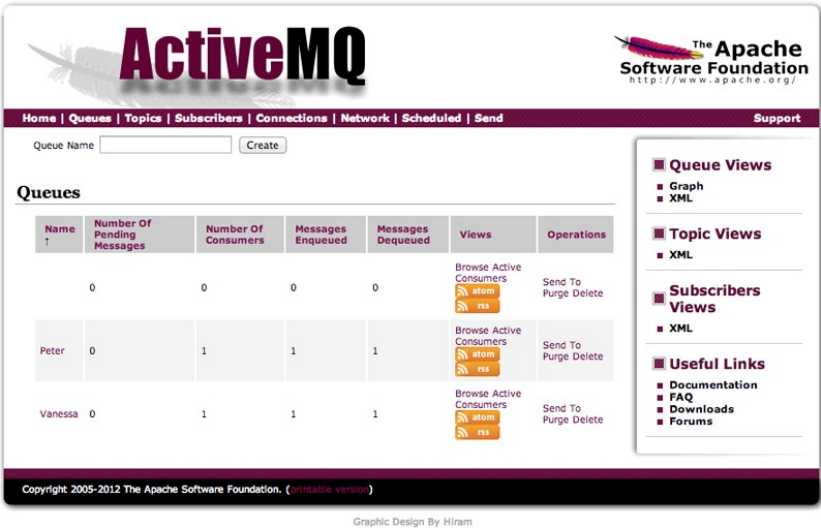 ActiveMQ
The Apache
Software Foundation
http://www.apache.org/
Home | Queues | Topics | Subscribers | Connections | Network | Scheduled | Send
Support
Queue Name
Create
Queues
Name ↑
Number Of
Pending
Messages
Number Of
Consumers
Messages
Enqueued
Messages
Dequeued
Views
Operations
0
0
0
0
Browse Active
Consumers
atom
rss
Send To
Purge Delete
Peter
0
1
1
1
Browse Active
Consumers
atom
rss
Send To
Purge Delete
Vanessa
0
1
1
1
Browse Active
Consumers
atom
rss
Send To
Purge Delete
Queue Views
Graph
XML
Topic Views
XML
Subscribers
Views
XML
Useful Links
Documentation
FAQ
Downloads
Forums
Copyright 2005-2012 The Apache Software Foundation. (printable version)
Graphic Design By Hiram